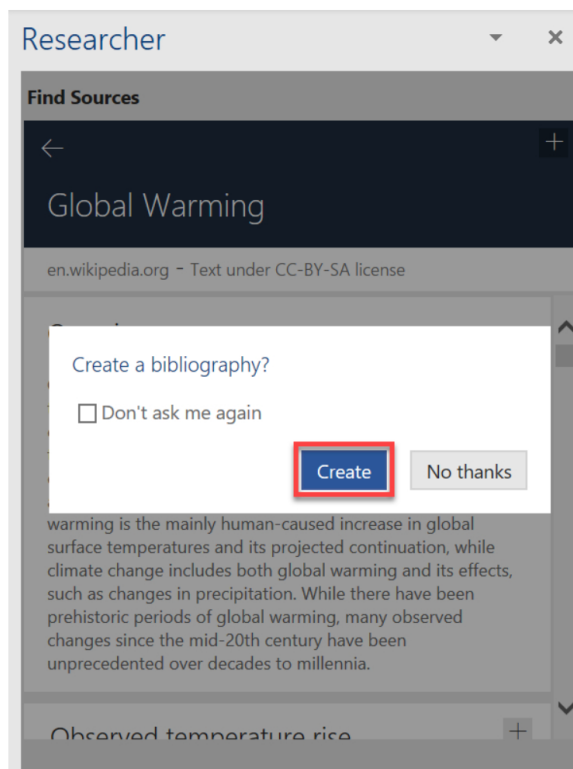 Researcher
Find Sources
Global Warming
en.wikipedia.org - Text under CC-BY-SA license
Create a bibliography?
Don't ask me again
Create
No thanks
warming is the mainly human-caused increase in global
surface temperatures and its projected continuation, while
climate change includes both global warming and its effects,
such as changes in precipitation. While there have been
prehistoric periods of global warming, many observed
changes since the mid-20th century have been
unprecedented over decades to millennia.
Observed temperature rise